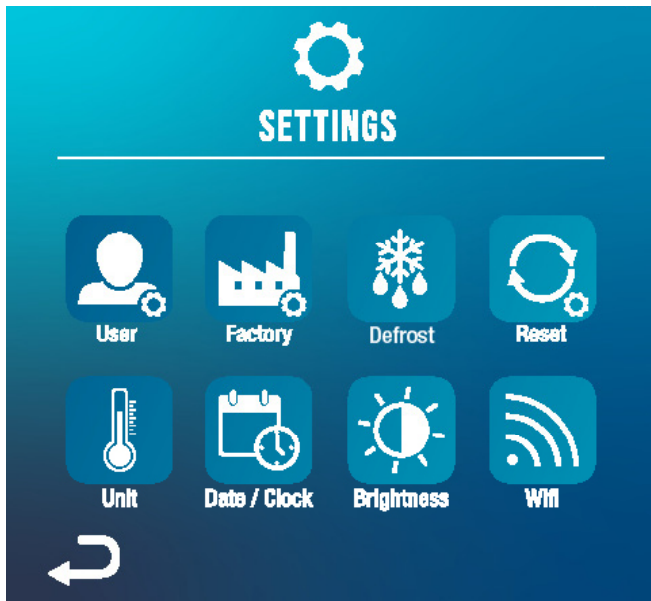 SETTINGS
User Factory Defrost Reset
Unit Date / Clock Brightness Wifi